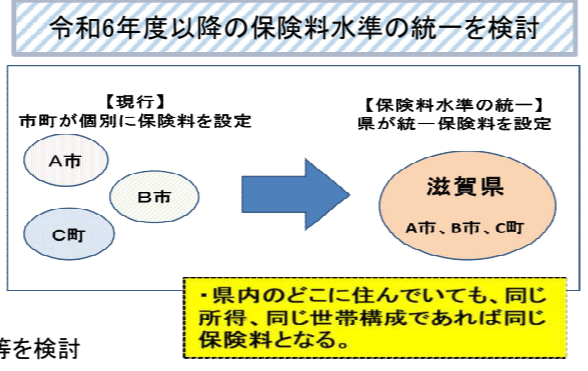 令和6年度以降の保険料水準の統一を検討
【現行】
市町が個別に保険料を設定
A市
B市
C町
【保険料水準の統一】
県が統一保険料を設定
滋賀県
A市、B市、C町
・県内のどこに住んでいても、同じ
所得、同じ世帯構成であれば同じ
保険料となる。
等を検討